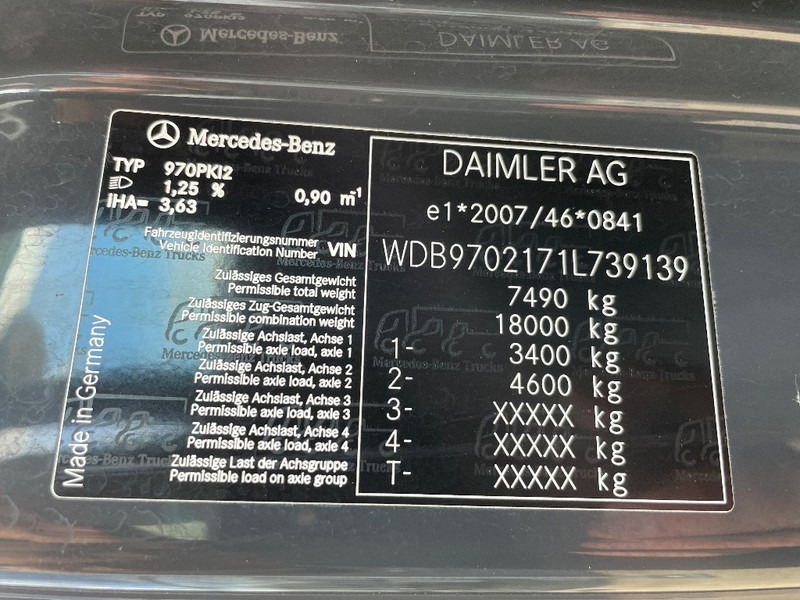 Mercedes-Benz
TYP 970PKI2
1,25 % 0,90 m⁻¹
IHA= 3,63
Fahrzeugidentifizierungsnummer
Vehicle Identification Number VIN
Zulässiges Gesamtgewicht
Permissible total weight
Zulässiges Zug-Gesamtgewicht
Permissible combination weight
Zulässige Achslast, Achse 1
Permissible axle load, axle 1
Zulässige Achslast, Achse 2
Permissible axle load, axle 2
Zulässige Achslast, Achse 3
Permissible axle load, axle 3
Zulässige Achslast, Achse 4
Permissible axle load, axle 4
Zulässige Last der Achsgruppe
Permissible load on axle group
Made in Germany
DAIMLER AG
e1*2007/46*0841
WDB9702171L739139
7490 kg
18000 kg
1- 3400 kg
2- 4600 kg
3- XXXXX kg
4- XXXXX kg
T- XXXXX kg